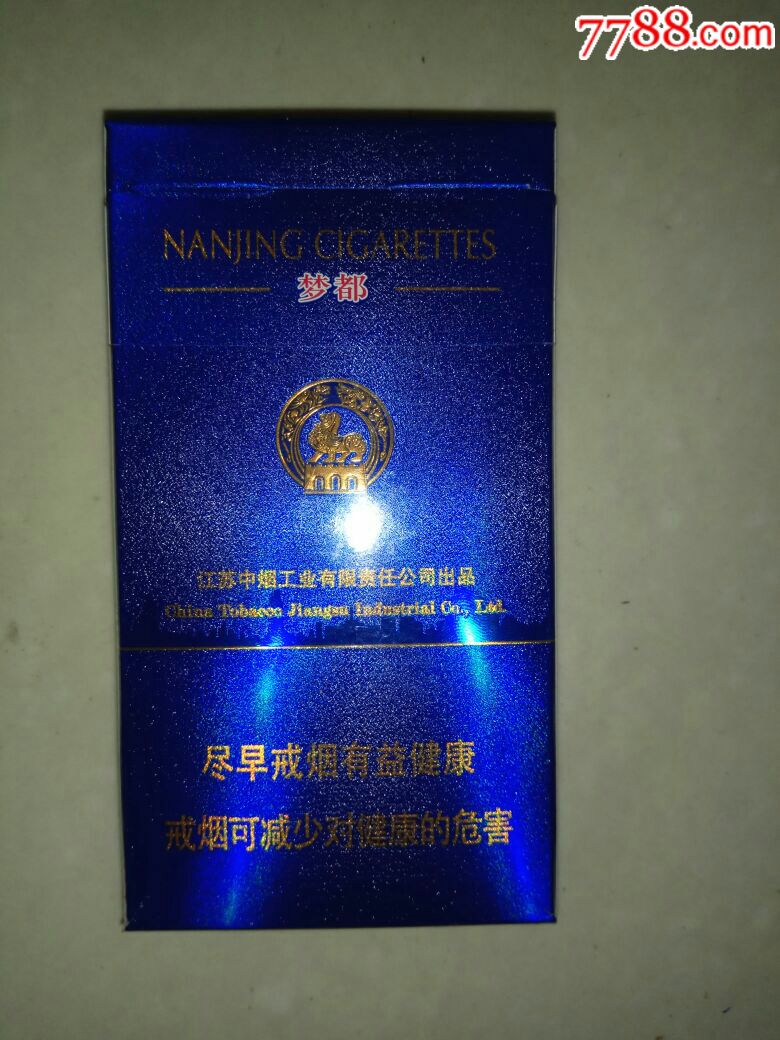 7788.com
NANJING CIGARETTES
梦都
江苏中烟工业有限责任公司出品
China Tobacco Jiangsu Industrial Co., Ltd.
尽早戒烟有益健康
戒烟可减少对健康的危害